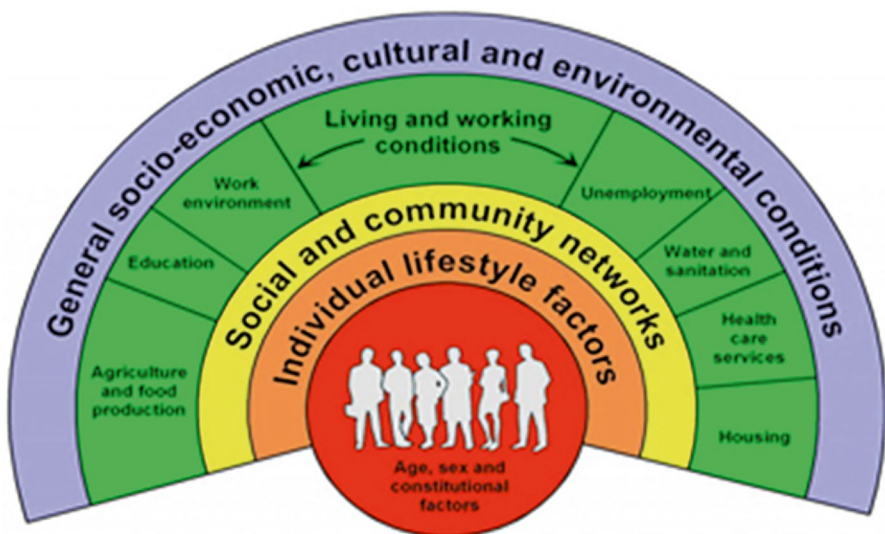 General socio-economic, cultural and environmental conditions
Living and working
conditions
Work
environment
Education
Agriculture
and food
production
Unemployment
Water and
sanitation
Health
care
services
Housing
Social and community networks
Individual lifestyle factors
Age, sex and
constitutional
factors